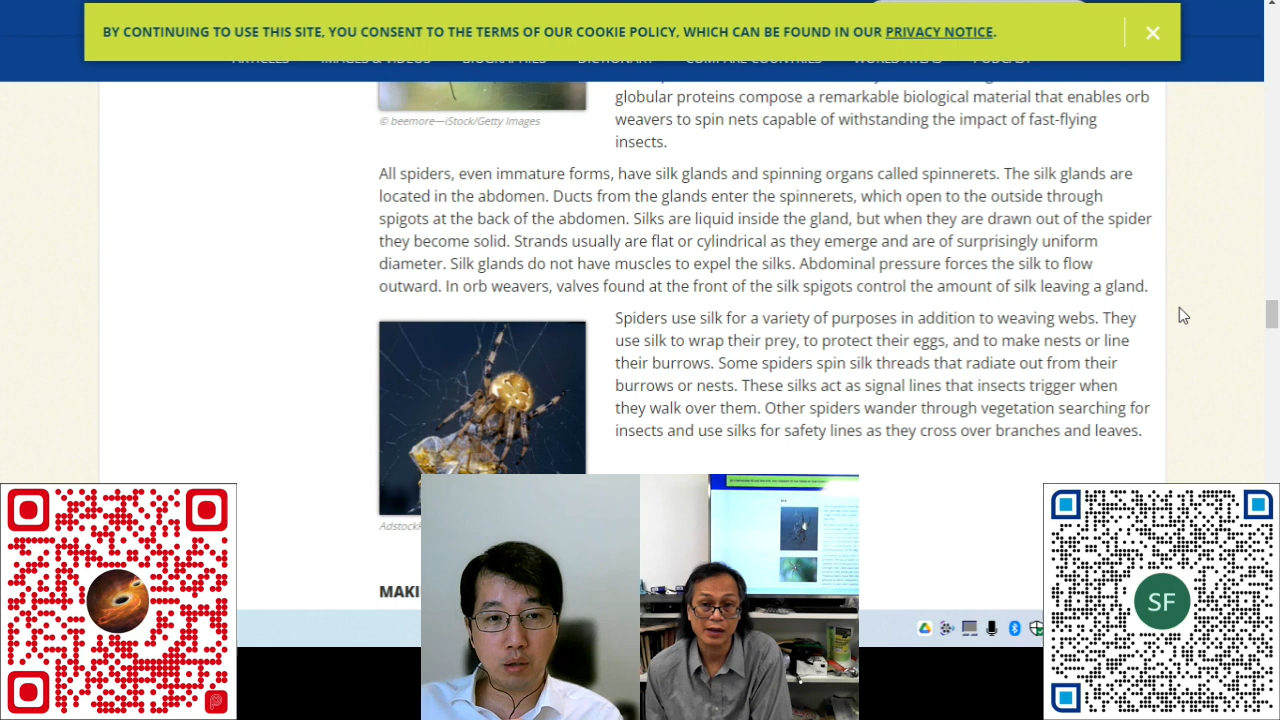 BY CONTINUING TO USE THIS SITE, YOU CONSENT TO THE TERMS OF OUR COOKIE POLICY, WHICH CAN BE FOUND IN OUR PRIVACY NOTICE.
ARTICLES IMAGES & VIDEOS BIOGRAPHIES DICTIONARY COMPARE COUNTRIES WORLD ATLAS PODCAST
globular proteins compose a remarkable biological material that enables orb
weavers to spin nets capable of withstanding the impact of fast-flying
insects.
© beemore—iStock/Getty Images
All spiders, even immature forms, have silk glands and spinning organs called spinnerets. The silk glands are
located in the abdomen. Ducts from the glands enter the spinnerets, which open to the outside through
spigots at the back of the abdomen. Silks are liquid inside the gland, but when they are drawn out of the spider
they become solid. Strands usually are flat or cylindrical as they emerge and are of surprisingly uniform
diameter. Silk glands do not have muscles to expel the silks. Abdominal pressure forces the silk to flow
outward. In orb weavers, valves found at the front of the silk spigots control the amount of silk leaving a gland.
Spiders use silk for a variety of purposes in addition to weaving webs. They
use silk to wrap their prey, to protect their eggs, and to make nests or line
their burrows. Some spiders spin silk threads that radiate out from their
burrows or nests. These silks act as signal lines that insects trigger when
they walk over them. Other spiders wander through vegetation searching for
insects and use silks for safety lines as they cross over branches and leaves.
MAKI
SF